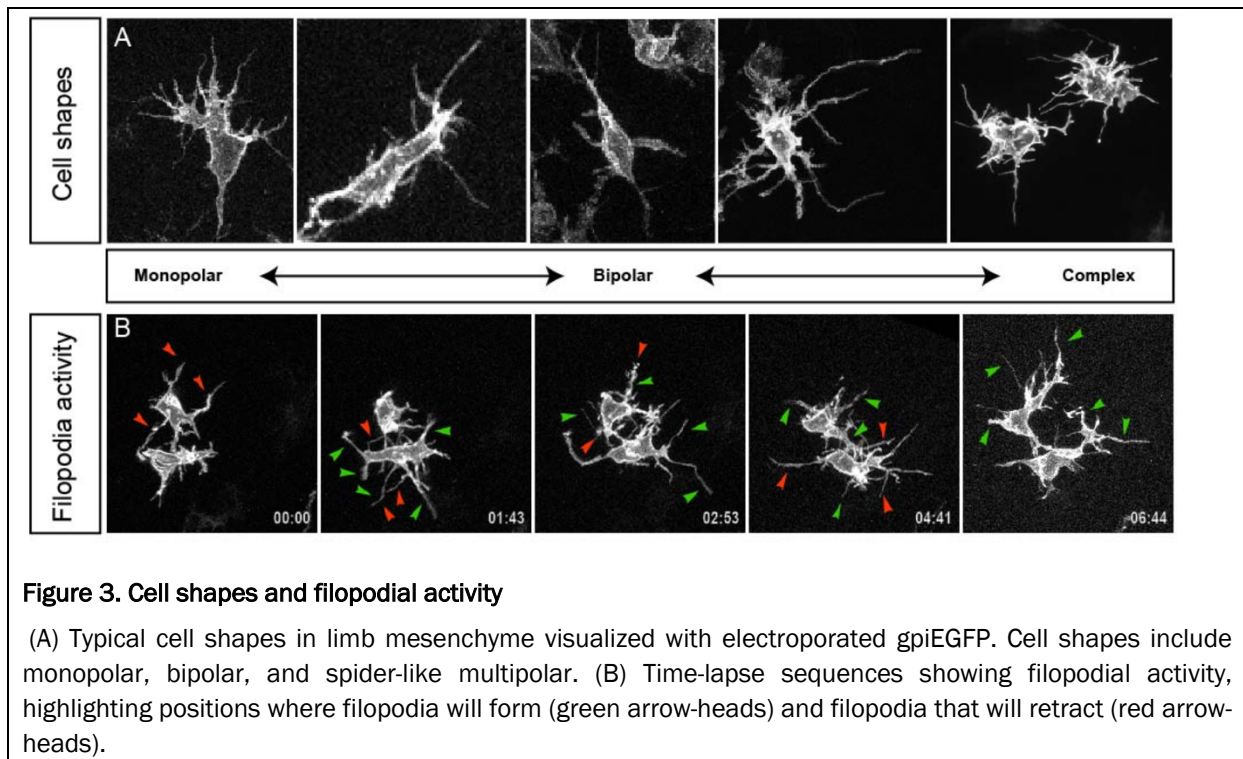 Cell shapes
A
Monopolar
Bipolar
Complex
Filopodia activity
B
00:00
01:43
02:53
04:41
06:44
Figure 3. Cell shapes and filopodial activity
(A) Typical cell shapes in limb mesenchyme visualized with electroporated gpiEGFP. Cell shapes include
monopolar, bipolar, and spider-like multipolar. (B) Time-lapse sequences showing filopodial activity,
highlighting positions where filopodia will form (green arrow-heads) and filopodia that will retract (red arrow-
heads).